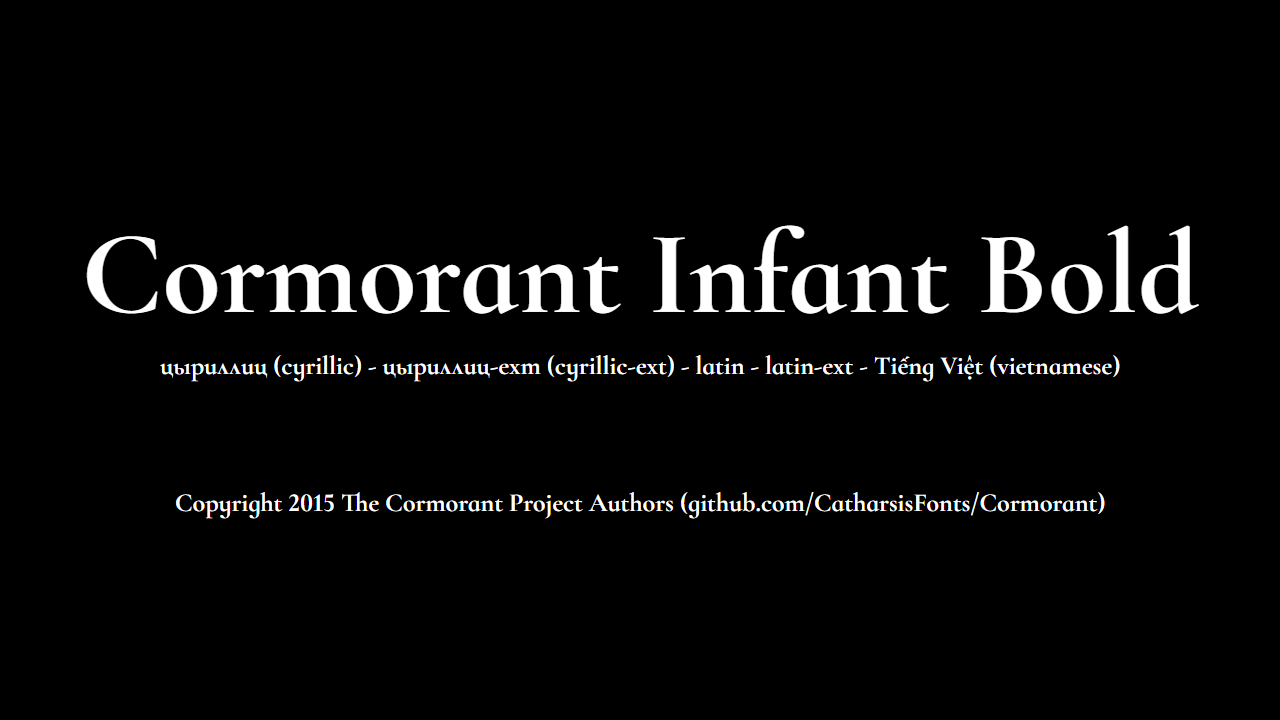 Cormorant Infant Bold
цыриллиц (cyrillic) - цыриллиц-ext (cyrillic-ext) - latin - latin-ext - Tiếng Việt (vietnamese)
Copyright 2015 The Cormorant Project Authors (github.com/CatharsisFonts/Cormorant)